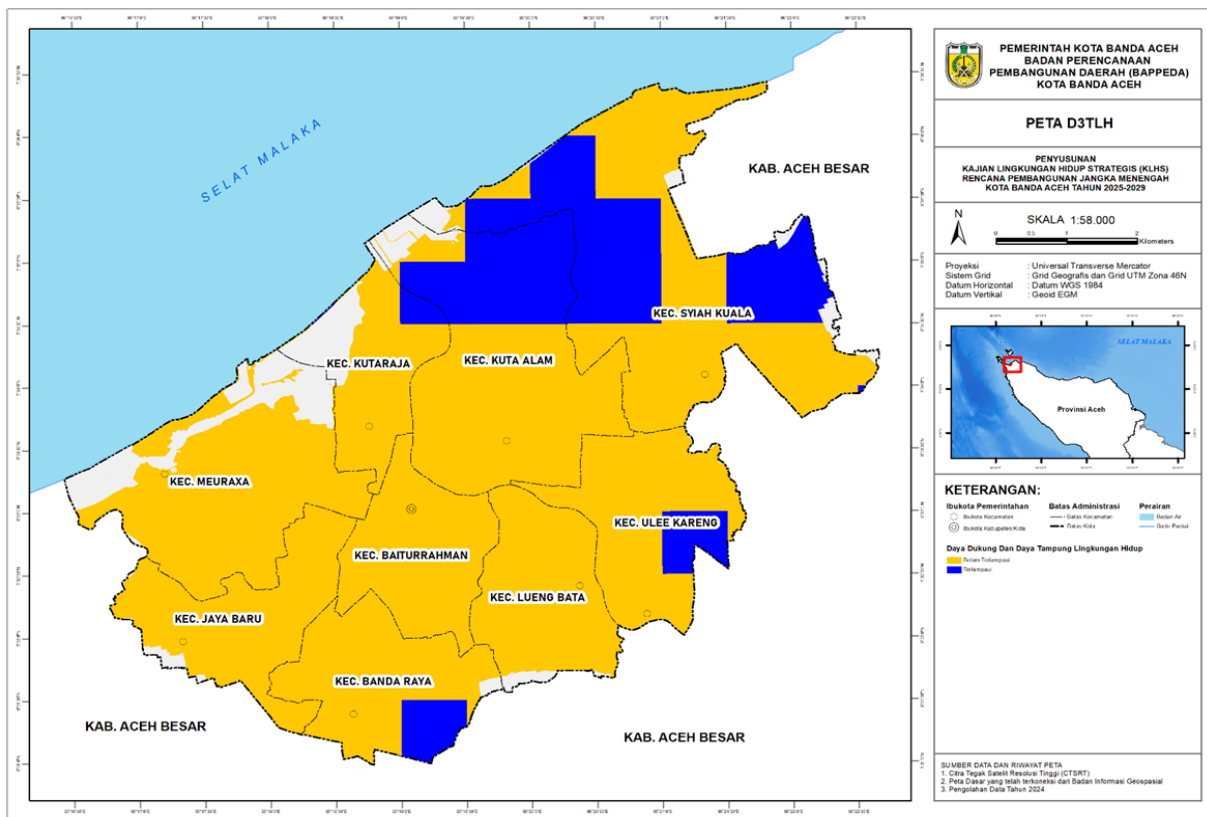 SELAT MALAKA
KAB. ACEH BESAR
KEC. SYIAH KUALA
KEC. KUTARAJA
KEC. KUTA ALAM
KEC. MEURAXA
KEC. ULEE KARENG
KEC. BAITURRAHMAN
KEC. LUENG BATA
KEC. JAYA BARU
KEC. BANDA RAYA
KAB. ACEH BESAR
KAB. ACEH BESAR
PEMERINTAH KOTA BANDA ACEH
BADAN PERENCANAAN
PEMBANGUNAN DAERAH (BAPPEDA)
KOTA BANDA ACEH
PETA D3TLH
PENYUSUNAN
KAJIAN LINGKUNGAN HIDUP STRATEGIS (KLHS)
RENCANA PEMBANGUNAN JANGKA MENENGAH
KOTA BANDA ACEH TAHUN 2025-2029
N
SKALA 1:58.000
0 0.5 1 2
Kilometers
Proyeksi : Universal Transverse Mercator
Sistem Grid : Grid Geografis dan Grid UTM Zona 46N
Datum Horizontal : Datum WGS 1984
Datum Vertikal : Geoid EGM
SELAT MALAKA
Provinsi Aceh
KETERANGAN:
Ibukota Pemerintahan Batas Administrasi Perairan
Ibukota Kecamatan Batas Kecamatan Badan Air
Ibukota Kabupaten/Kota Batas Kota Garis Pantai
Daya Dukung Dan Daya Tampung Lingkungan Hidup
Belum Terlampaui
Terlampaui
SUMBER DATA DAN RIWAYAT PETA
1. Citra Tegak Satelit Resolusi Tinggi (CTSRT)
2. Peta Dasar yang telah terkoneksi dari Badan Informasi Geospasial
3. Pengolahan Data Tahun 2024